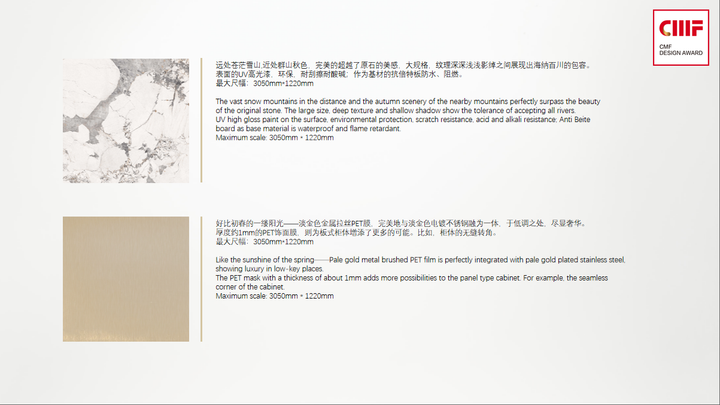 CMF
CMF
DESIGN AWARD
远处苍茫雪山,近处群山秋色，完美的超越了原石的美感，大规格，纹理深深浅浅影绰之间展现出海纳百川的包容。
表面的UV高光漆，环保，耐刮擦耐酸碱；作为基材的抗倍特板防水、阻燃。
最大尺幅：3050mm*1220mm
The vast snow mountains in the distance and the autumn scenery of the nearby mountains perfectly surpass the beauty
of the original stone. The large size, deep texture and shallow shadow show the tolerance of accepting all rivers.
UV high gloss paint on the surface, environmental protection, scratch resistance, acid and alkali resistance; Anti Beite
board as base material is waterproof and flame retardant.
Maximum scale: 3050mm * 1220mm
好比初春的一缕阳光——淡金色金属拉丝PET膜，完美地与淡金色电镀不锈钢融为一体，于低调之处，尽显奢华。
厚度约1mm的PET饰面膜，则为板式柜体增添了更多的可能。比如，柜体的无缝转角。
最大尺幅：3050mm*1220mm
Like the sunshine of the spring——Pale gold metal brushed PET film is perfectly integrated with pale gold plated stainless steel,
showing luxury in low-key places.
The PET mask with a thickness of about 1mm adds more possibilities to the panel type cabinet. For example, the seamless
corner of the cabinet.
Maximum scale: 3050mm * 1220mm